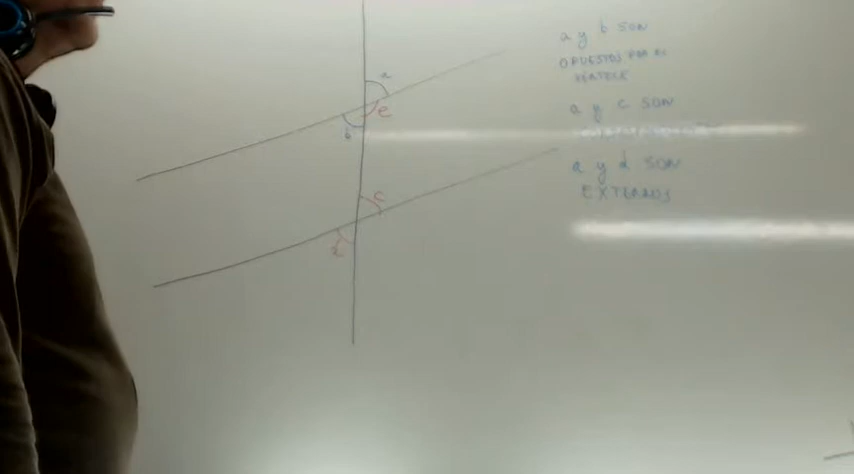 a y b SON
OPUESTOS POR EL
VERTICE
a y c SON
a y d SON
EXTERNOS
a
e
b
c